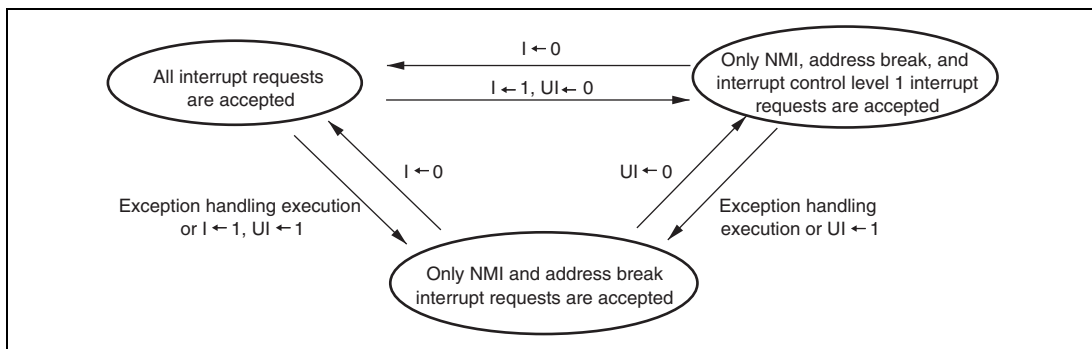 I ← 0
All interrupt requests
are accepted
I ← 1, UI ← 0
Only NMI, address break, and
interrupt control level 1 interrupt
requests are accepted
I ← 0
UI ← 0
Exception handling execution
or I ← 1, UI ← 1
Exception handling
execution or UI ← 1
Only NMI and address break
interrupt requests are accepted